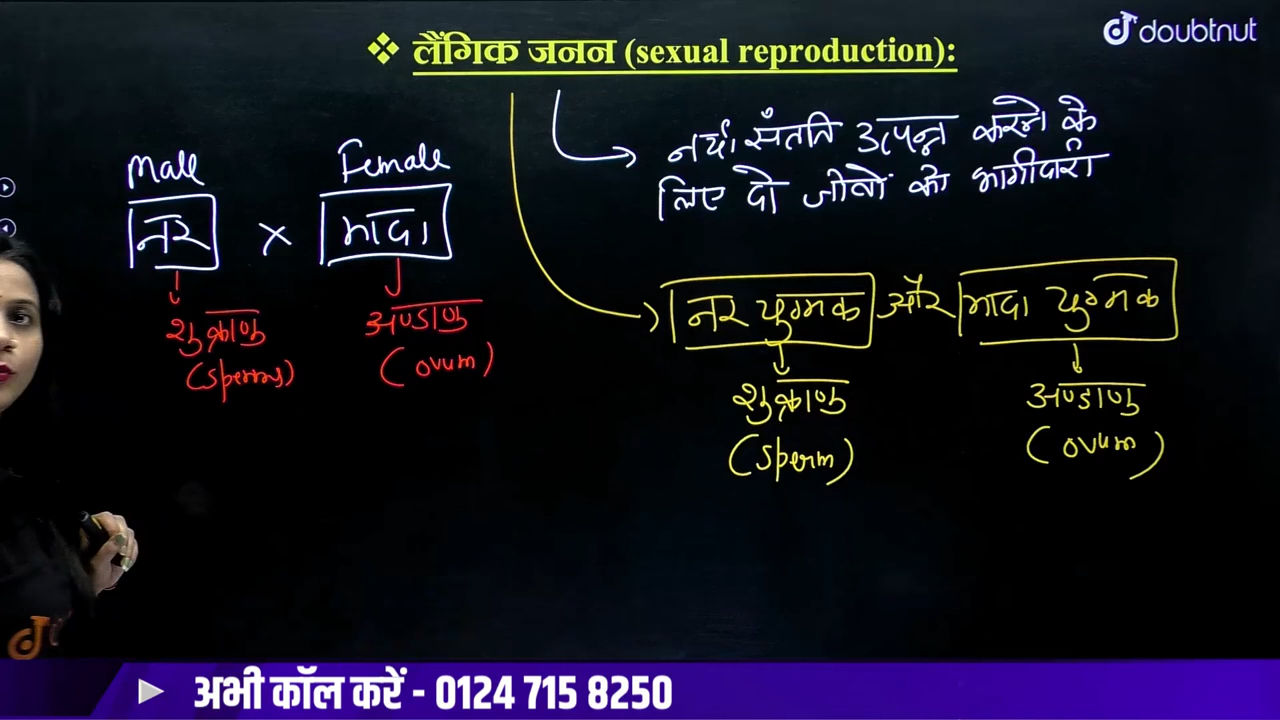 doubtnut
❖ लैंगिक जनन (sexual reproduction):
नयी संतति उत्पन्न करने के
लिए दो जीवों की भागीदारी
Male Female
नर × मादा
शुक्राणु अण्डाणु
(sperms) (ovum)
नर युग्मक और मादा युग्मक
शुक्राणु अण्डाणु
(sperm) (ovum)
अभी कॉल करें - 0124 715 8250